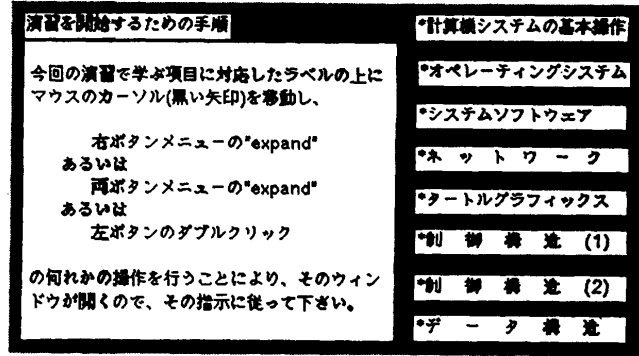 演習を開始するための手順
今回の演習で学ぶ項目に対応したラベルの上に
マウスのカーソル(黒い矢印)を移動し、
右ボタンメニューの"expand"
あるいは
両ボタンメニューの"expand"
あるいは
左ボタンのダブルクリック
の何れかの操作を行うことにより、そのウィン
ドウが開くので、その指示に従って下さい。
*計算機システムの基本操作
*オペレーティングシステム
*システムソフトウェア
*ネットワーク
*タートルグラフィックス
*制御構造(1)
*制御構造(2)
*データ構造